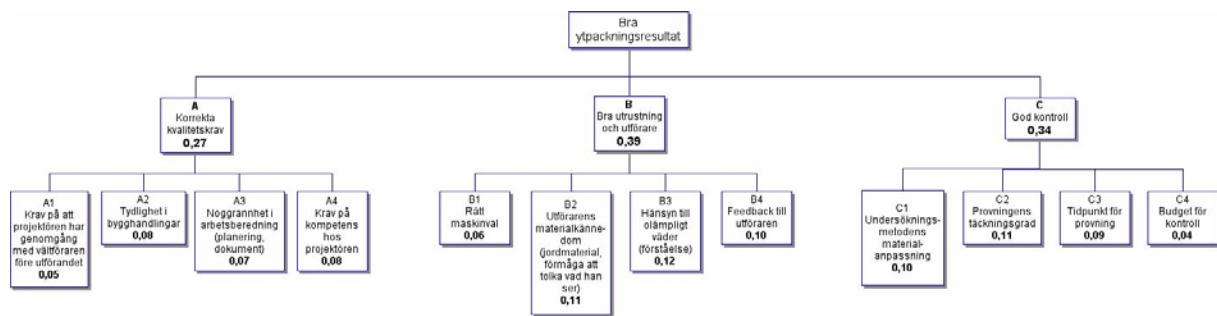 Bra
ytpackningsresultat
A
Korrekta
kvalitetskrav
0,27
B
Bra utrustning
och utförare
0,39
C
God kontroll
0,34
A1
Krav på att
projektören har
genomgång
med vältföraren
före utförandet
0,05
A2
Tydlighet i
bygghandlingar
0,08
A3
Noggrannhet i
arbetsberedning
(planering,
dokument)
0,07
A4
Krav på
kompetens
hos
projektören
0,08
B1
Rätt
maskinval
0,06
B2
Utförarens
materialkänne-
dom
(jordmaterial,
förmåga att
tolka vad han
ser)
0,11
B3
Hänsyn till
olämpligt
väder
(förståelse)
0,12
B4
Feedback till
utföraren
0,10
C1
Undersöknings-
metodens
material-
anpassning
0,10
C2
Provningens
täckningsgrad
0,11
C3
Tidpunkt för
provning
0,09
C4
Budget för
kontroll
0,04